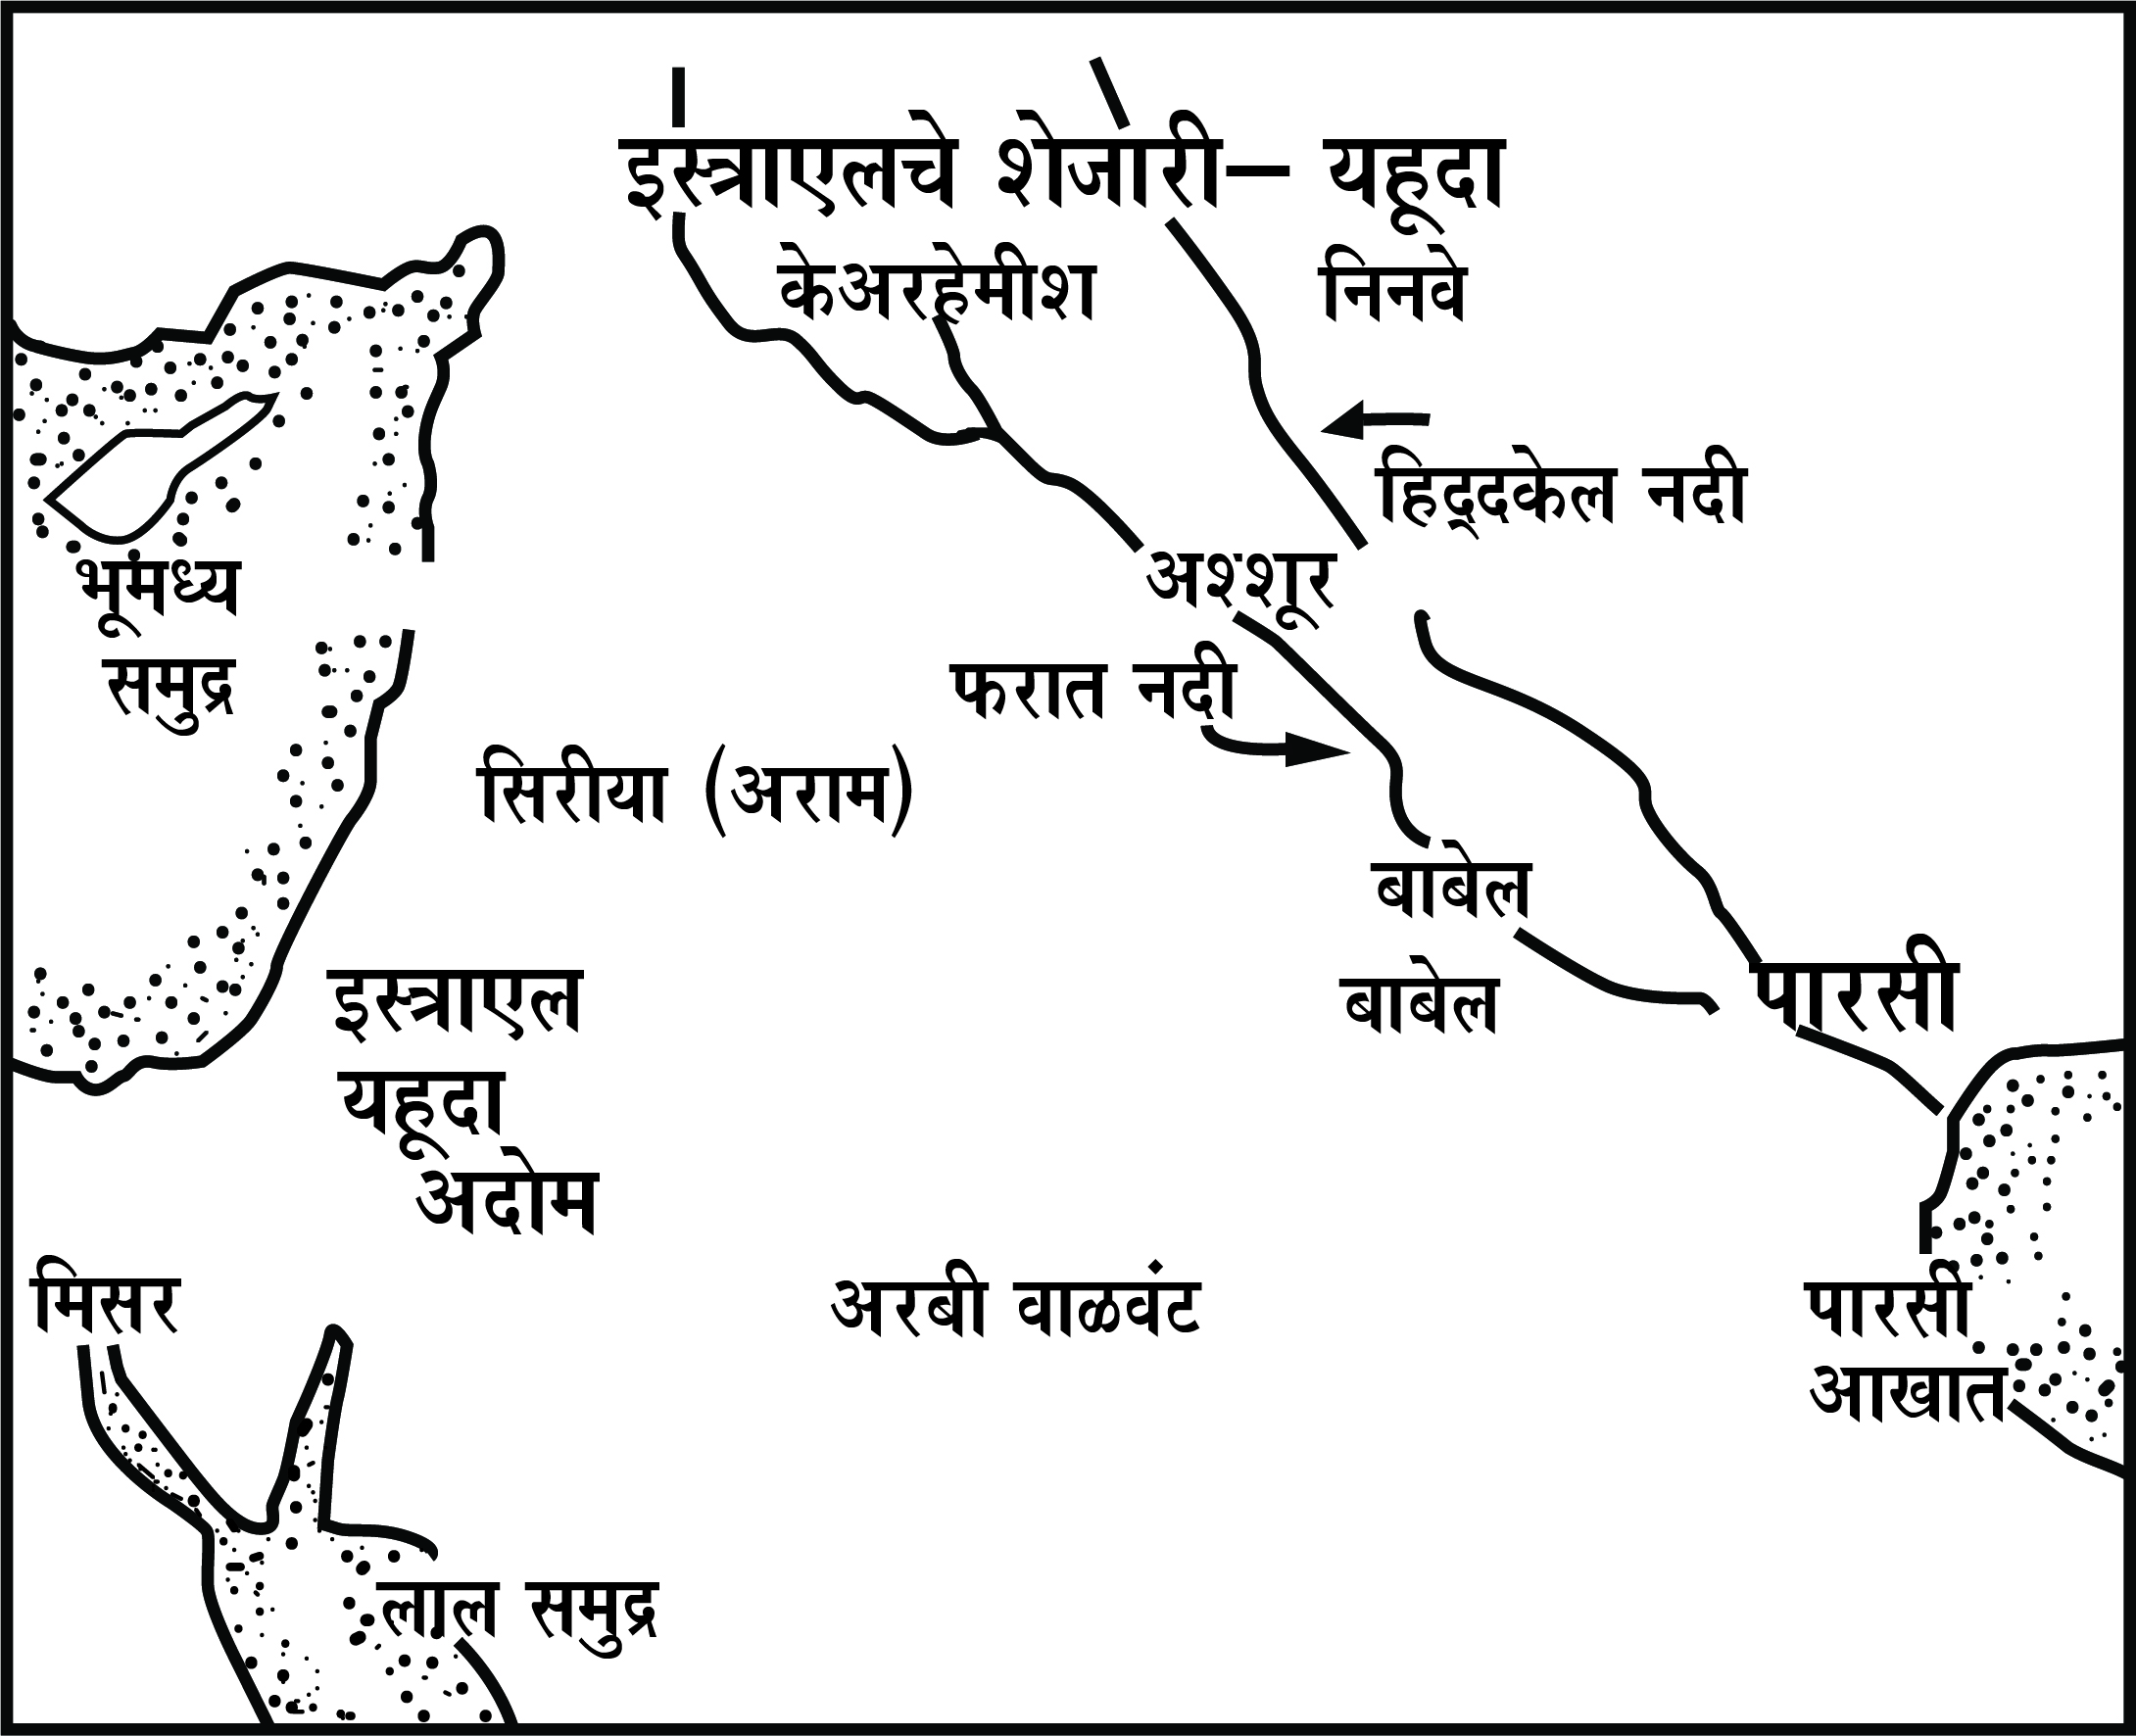 इस्त्राएलचे शेजारी— यहूदा
केअरहेमोश
निनवे
हिद्दकेल नदी
भूमध्य
समुद्र
अश्शूर
फरात नदी
सिरीया (अराम)
बाबेल
बाबेल
पारसी
इस्त्राएल
यहूदा
अदोम
मिसर
अरबी वाळवंट
पारसी
आखात
लाल समुद्र